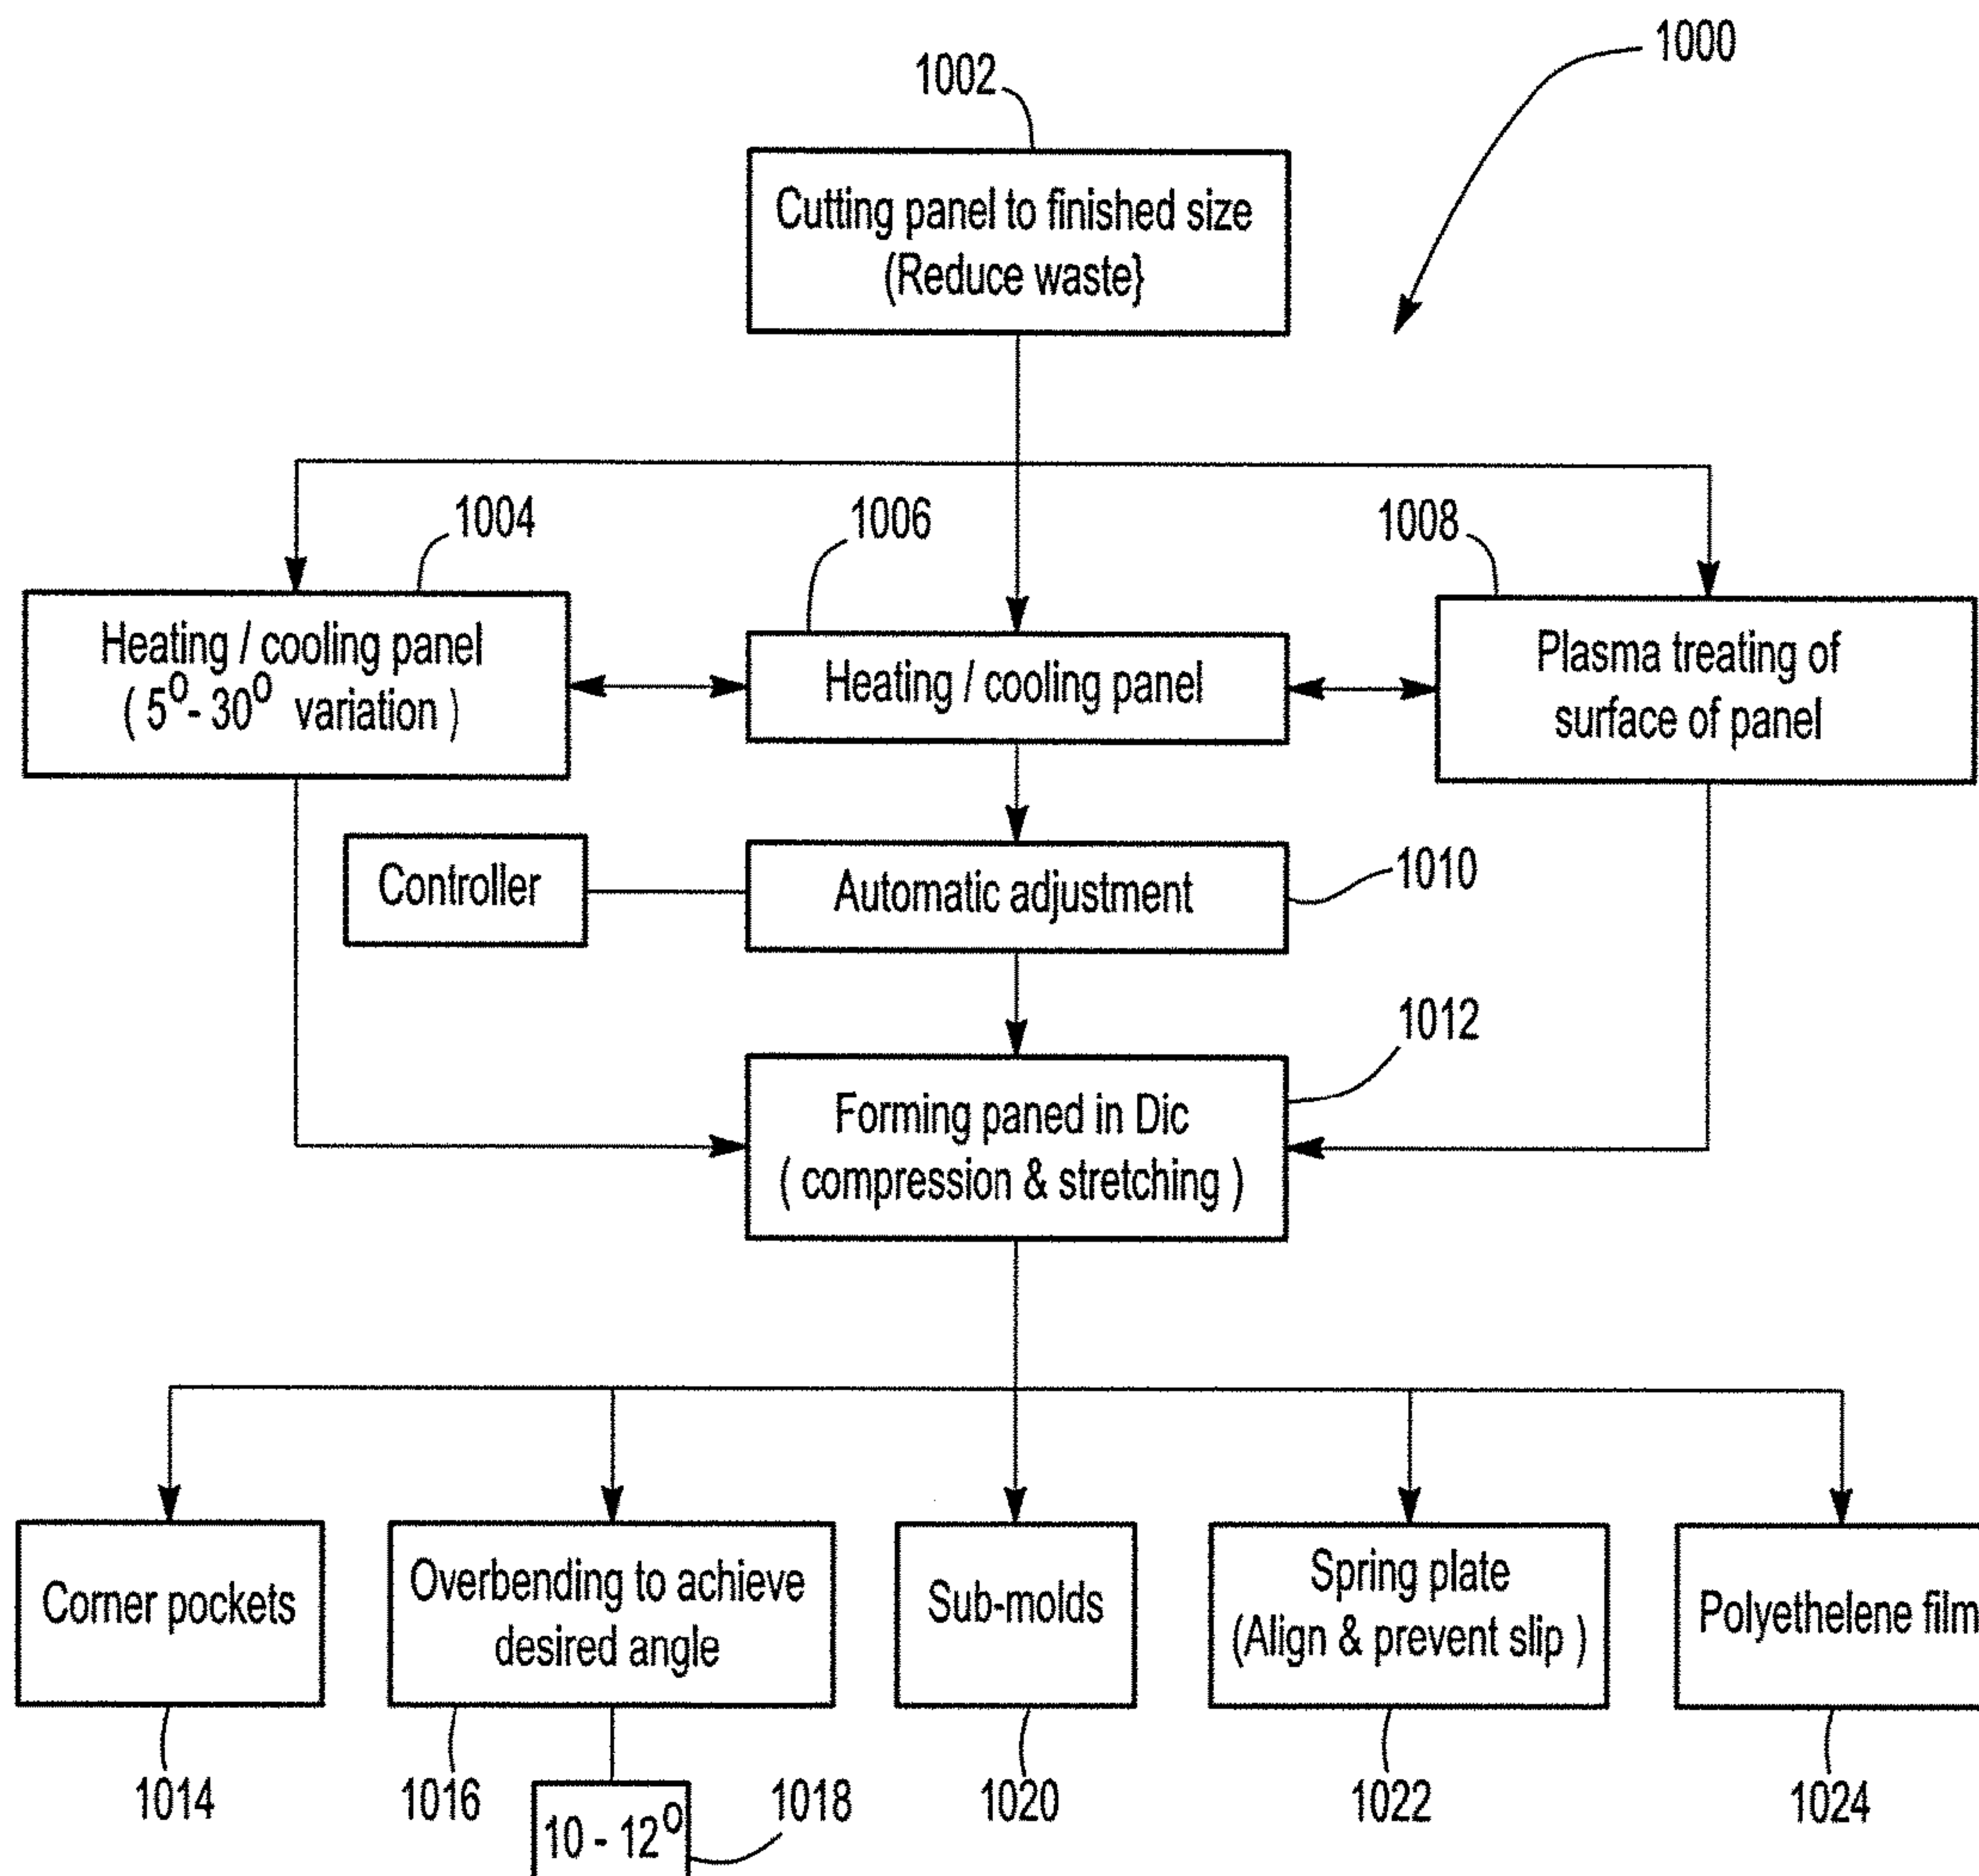 1000
1002
Cutting panel to finished size
(Reduce waste}
1004
1006
1008
Heating / cooling panel
( 5º- 30º variation )
Heating / cooling panel
Plasma treating of
surface of panel
Controller
Automatic adjustment
1010
1012
Forming paned in Dic
( compression & stretching )
Corner pockets
Overbending to achieve
desired angle
Sub-molds
Spring plate
(Align & prevent slip )
Polyethelene film
1014
1016
10 - 12º
1018
1020
1022
1024